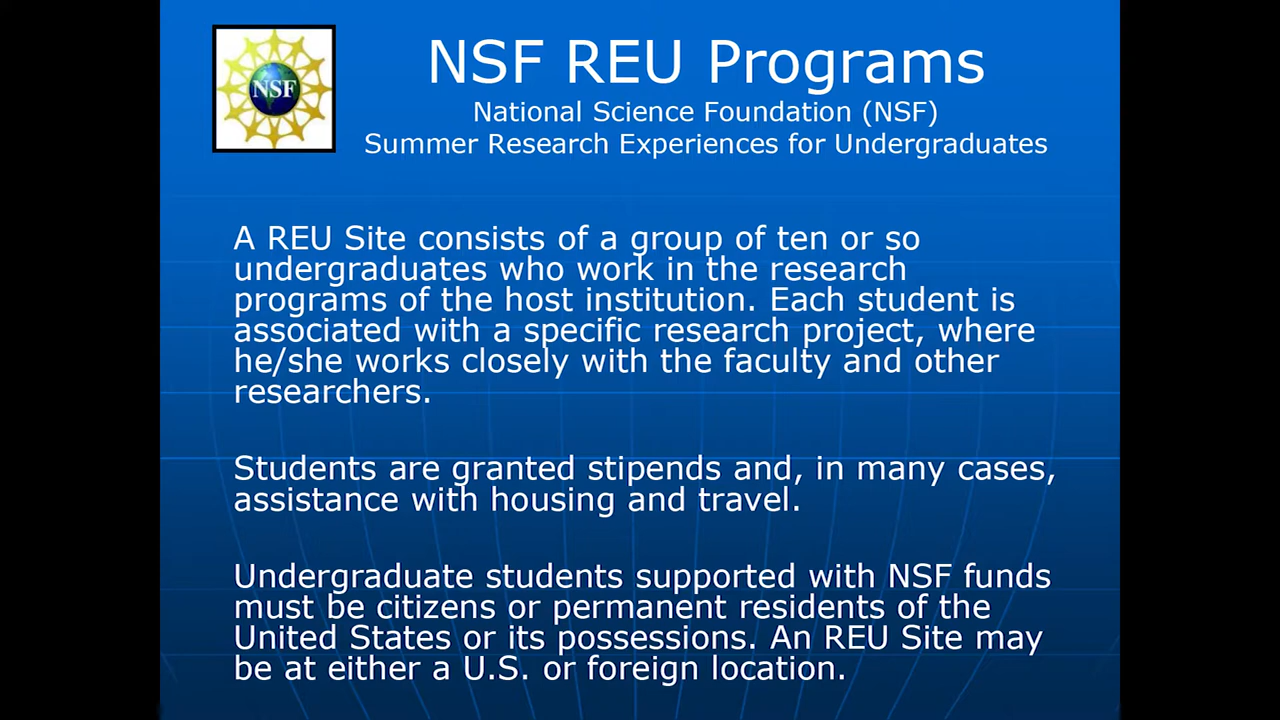 NSF
NSF REU Programs
National Science Foundation (NSF)
Summer Research Experiences for Undergraduates
A REU Site consists of a group of ten or so
undergraduates who work in the research
programs of the host institution. Each student is
associated with a specific research project, where
he/she works closely with the faculty and other
researchers.
Students are granted stipends and, in many cases,
assistance with housing and travel.
Undergraduate students supported with NSF funds
must be citizens or permanent residents of the
United States or its possessions. An REU Site may
be at either a U.S. or foreign location.